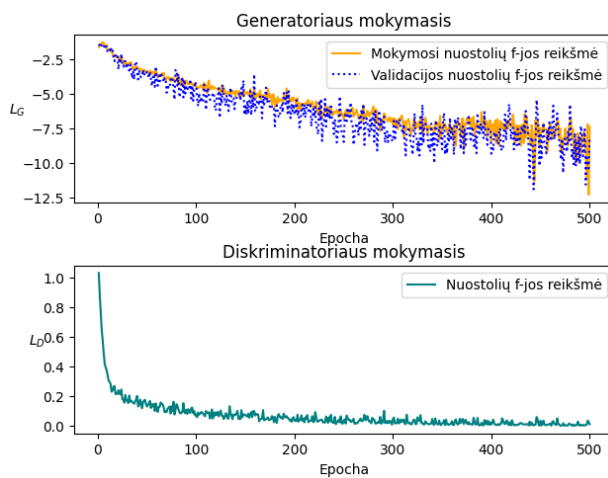 Generatoriaus mokymasis
Mokymosi nuostolių f-jos reikšmė
Validacijos nuostolių f-jos reikšmė
−2.5
−5.0
−7.5
−10.0
−12.5
L_G
0
100
200
300
400
500
Epocha
Diskriminatoriaus mokymasis
Nuostolių f-jos reikšmė
1.0
0.8
0.6
0.4
0.2
0.0
L_D
0
100
200
300
400
500
Epocha